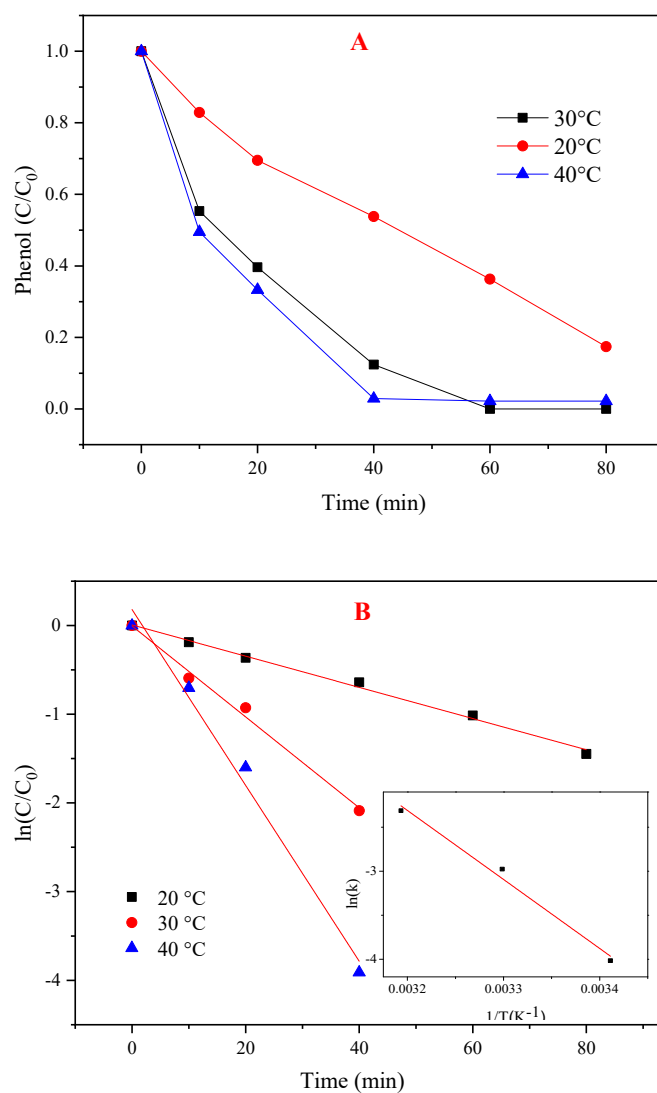 A
1.0
0.8
0.6
0.4
0.2
0.0
Phenol (C/C₀)
30°C
20°C
40°C
0
20
40
60
80
Time (min)
B
0
-1
-2
-3
-4
ln(C/C₀)
20 °C
30 °C
40 °C
-3
-4
ln(k)
0.0032
0.0033
0.0034
1/T(K⁻¹)
0
20
40
60
80
Time (min)